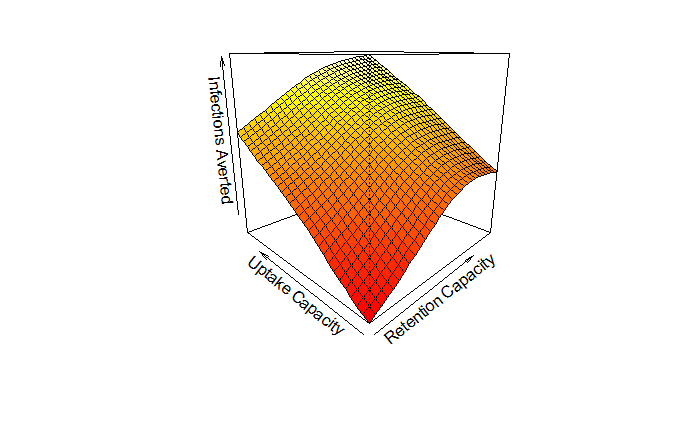 Infections Averted
Uptake Capacity
Retention Capacity